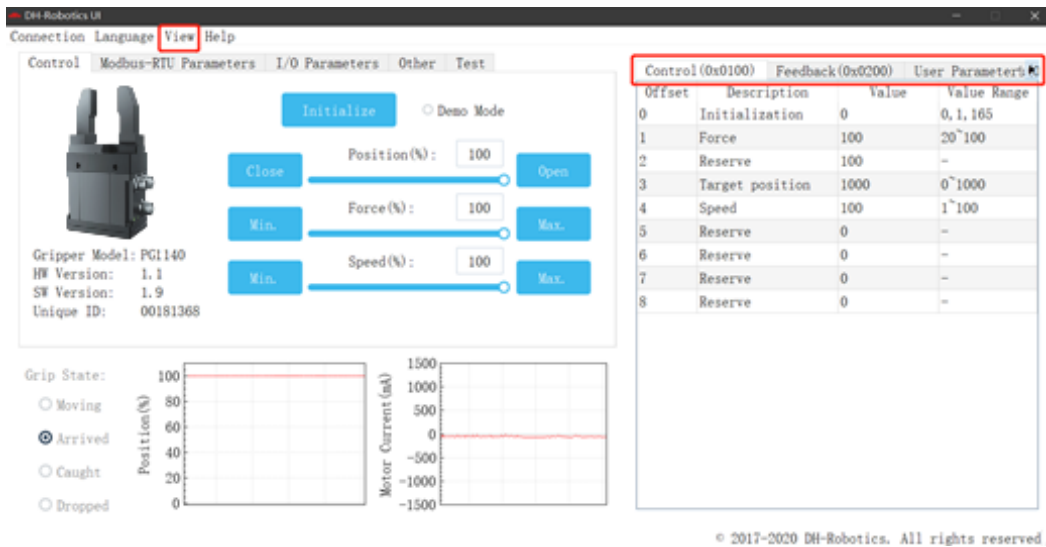 DH-Robotics UI
Connection Language View Help
Control Modbus-RTU Parameters I/O Parameters Other Test
Initialize Demo Mode
Position(%): 100
Close Open
Force(%): 100
Min. Max.
Speed(%): 100
Min. Max.
Gripper Model: PGI140
HW Version: 1.1
SW Version: 1.9
Unique ID: 00181368
Control(0x0100) Feedback(0x0200) User Parameters
Offset Description Value Value Range
0 Initialization 0 0,1,165
1 Force 100 20~100
2 Reserve 100 -
3 Target position 1000 0~1000
4 Speed 100 1~100
5 Reserve 0 -
6 Reserve 0 -
7 Reserve 0 -
8 Reserve 0 -
Grip State:
Moving
Arrived
Caught
Dropped
Position(%)
100
80
60
40
20
0
Motor Current(mA)
1500
1000
500
0
-500
-1000
-1500
© 2017-2020 DH-Robotics. All rights reserved